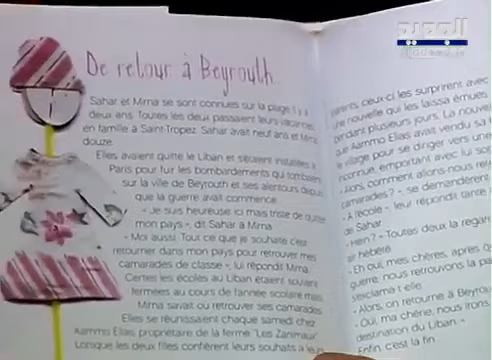 الجديد
De retour à Beyrouth
Sahar et Mirna se sont connues sur la plage il y a
deux ans. Toutes les deux passaient leurs vacances
en famille à Saint-Tropez. Sahar avait neuf ans et Mirna
douze.
Elles avaient quitté le Liban et s'étaient installées à
Paris pour fuir les bombardements qui tombaient
sur la ville de Beyrouth et ses alentours depuis
que la guerre avait commencé.
- Je suis heureuse ici mais triste de quitter
mon pays -, dit Sahar à Mirna
- Moi aussi. Tout ce que je souhaite c'est
retourner dans mon pays pour retrouver mes
camarades de classe -, lui répondit Mirna.
Certes les écoles au Liban étaient souvent
fermées au cours de l'année scolaire mais
Mirna savait où retrouver ses camarades
Elles se réunissaient chaque samedi chez
Ammo Elias, propriétaire de la ferme "Les Zanimaux"
Lorsque les deux filles confièrent leurs souhaits à leurs
parents, ceux-ci les surprirent avec
une nouvelle qui les laissa émues
pendant plusieurs jours. La nouvelle
que Ammo Elias avait vendu sa
le village pour se diriger vers une
inconnue, emportant avec lui son
- Alors, comment allons-nous
camarades ? -, se demandèrent
- À l'école -, leur répondit
de Sahar.
- Hein ? - Toutes deux la
air hébété.
- Eh oui, mes chères, après
guerre, nous retrouvons la
s'exclama-t-elle.
- Alors, on retourne à
- Oui, ma chérie, nous irons
destination du Liban -
Enfin, c'est la fin.